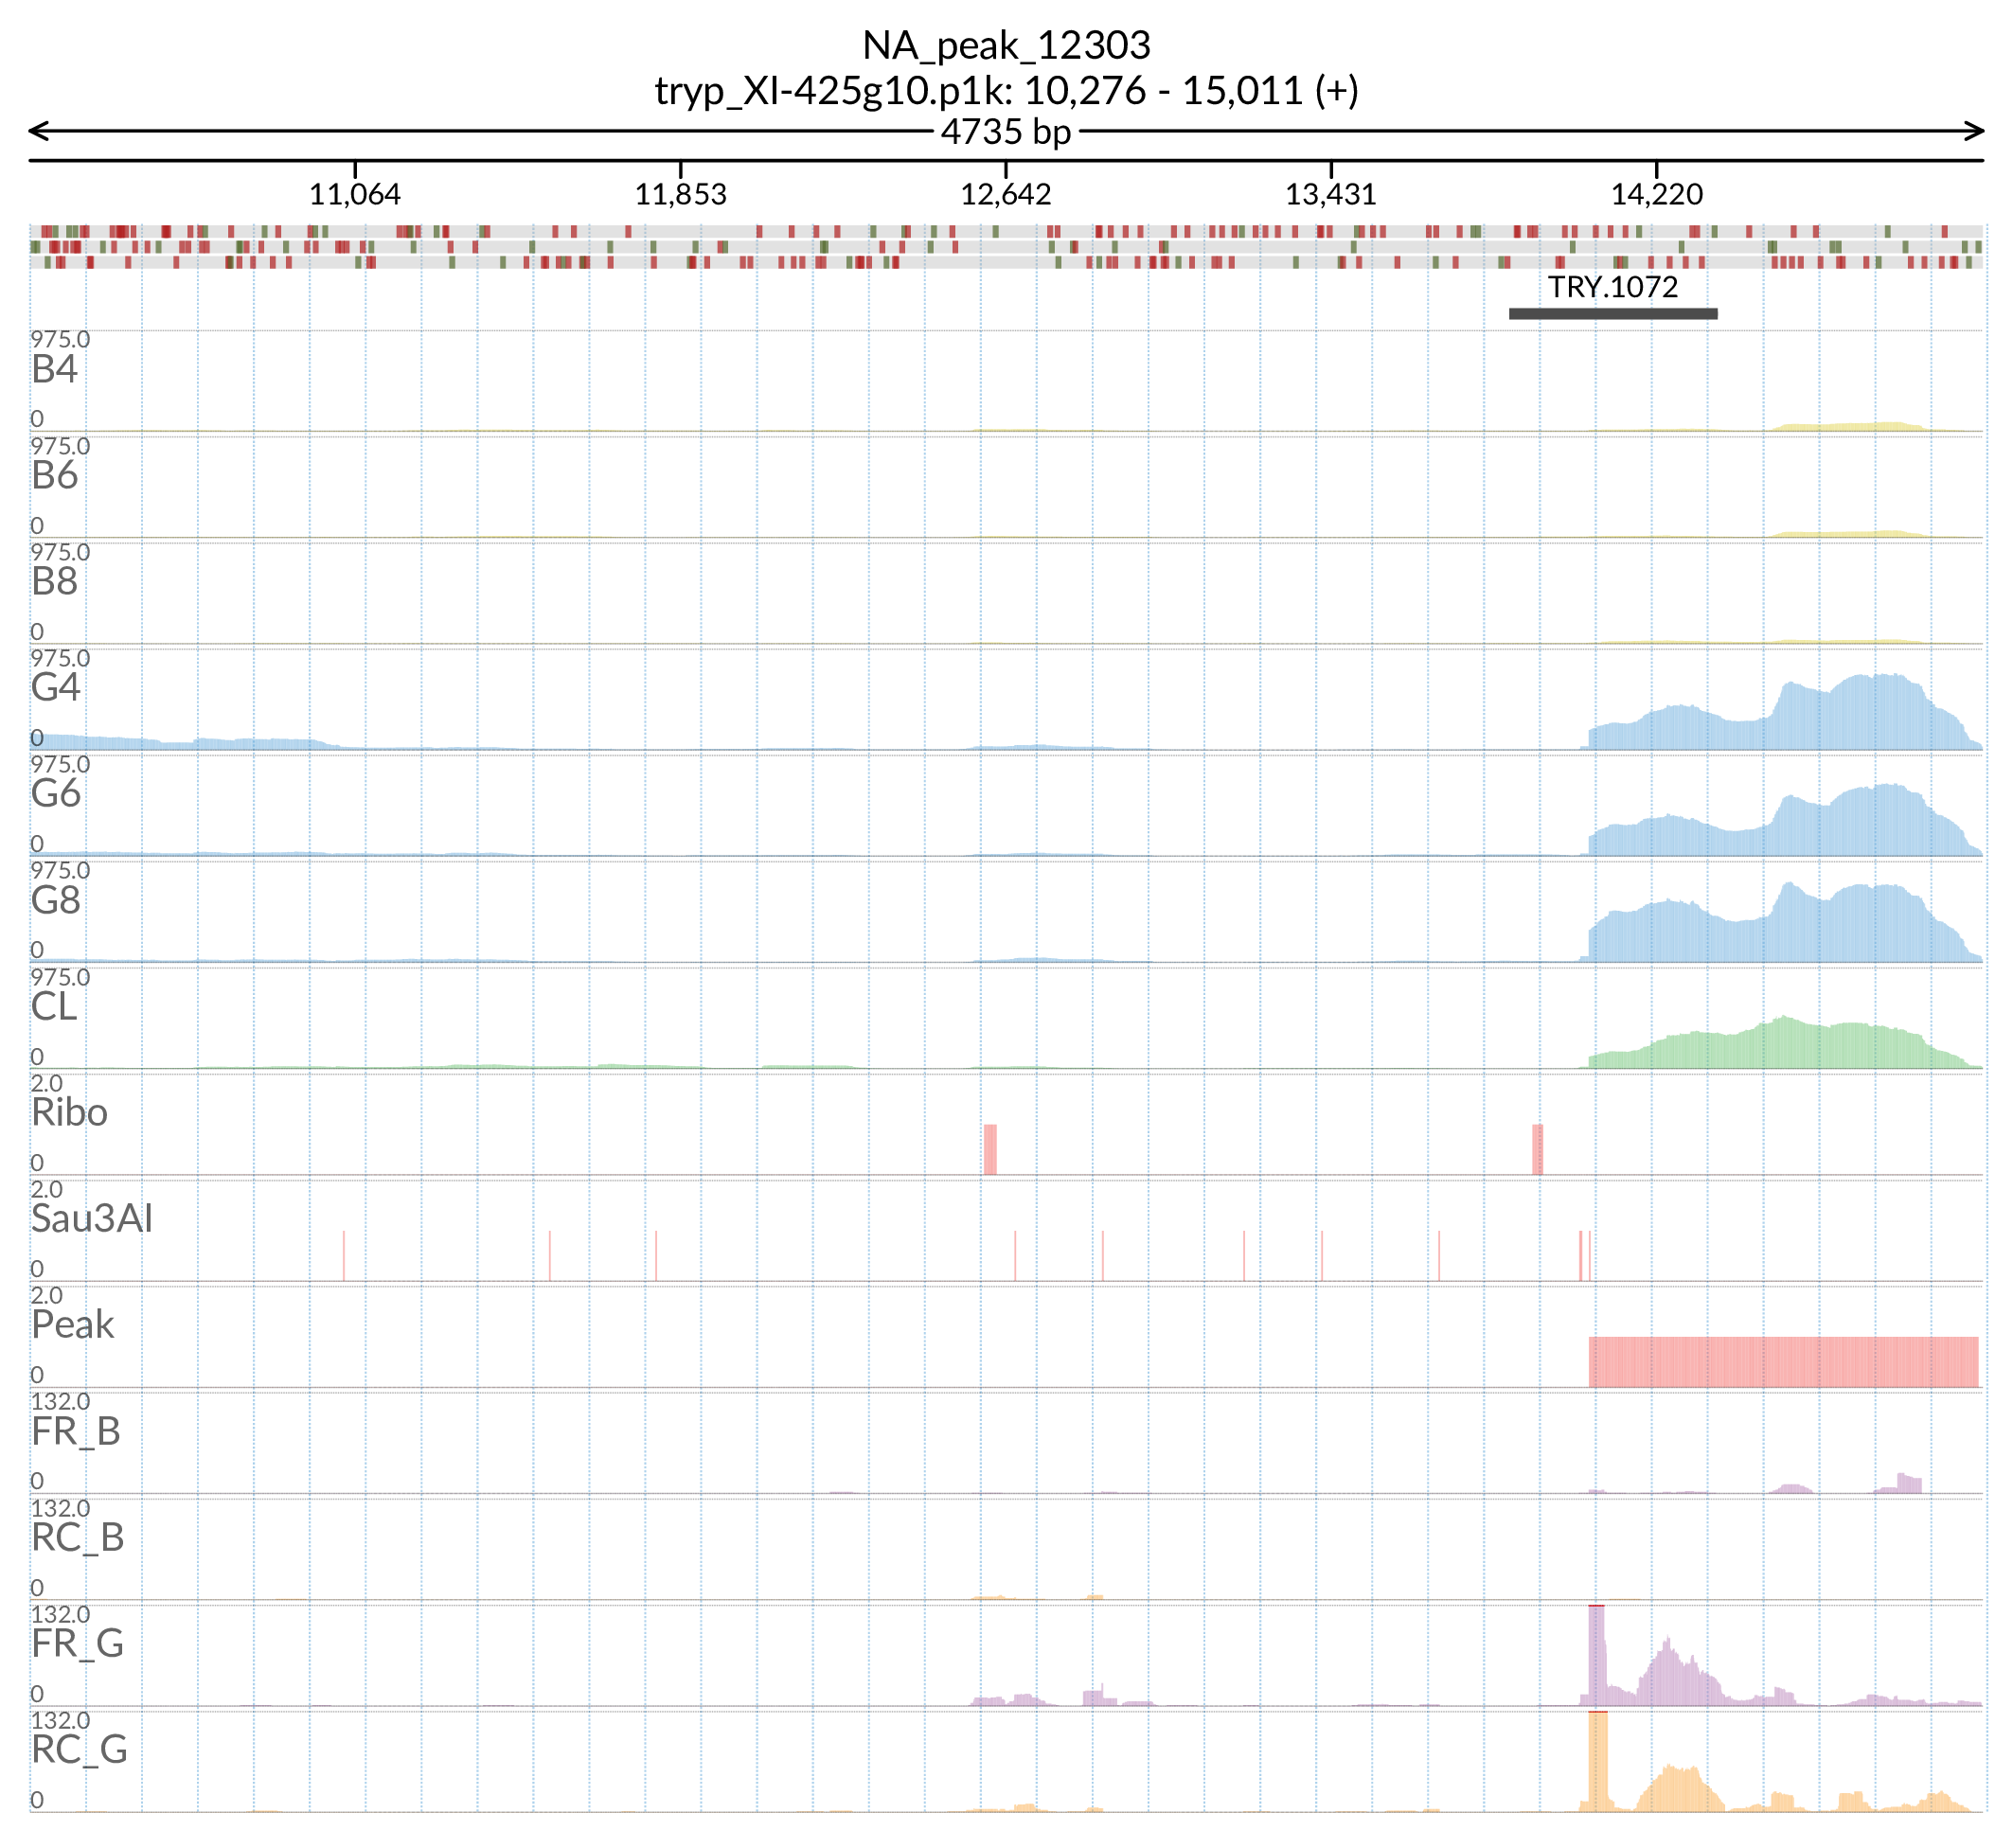 NA_peak_12303
tryp_XI-425g10.p1k: 10,276 - 15,011 (+)
4735 bp
11,064 11,853 12,642 13,431 14,220
TRY.1072
975.0
B4
0
975.0
B6
0
975.0
B8
0
975.0
G4
0
975.0
G6
0
975.0
G8
0
975.0
CL
0
2.0
Ribo
0
2.0
Sau3AI
0
2.0
Peak
0
132.0
FR_B
0
132.0
RC_B
0
132.0
FR_G
0
132.0
RC_G
0